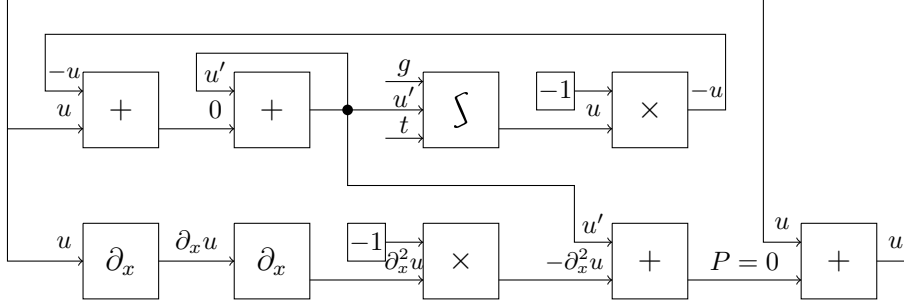 −u u + u′ 0 + g u′ t ∫ −1 u × −u
u ∂ₓ ∂ₓu ∂ₓ −1 ∂ₓ²u × −∂ₓ²u u′ + P = 0 u + u